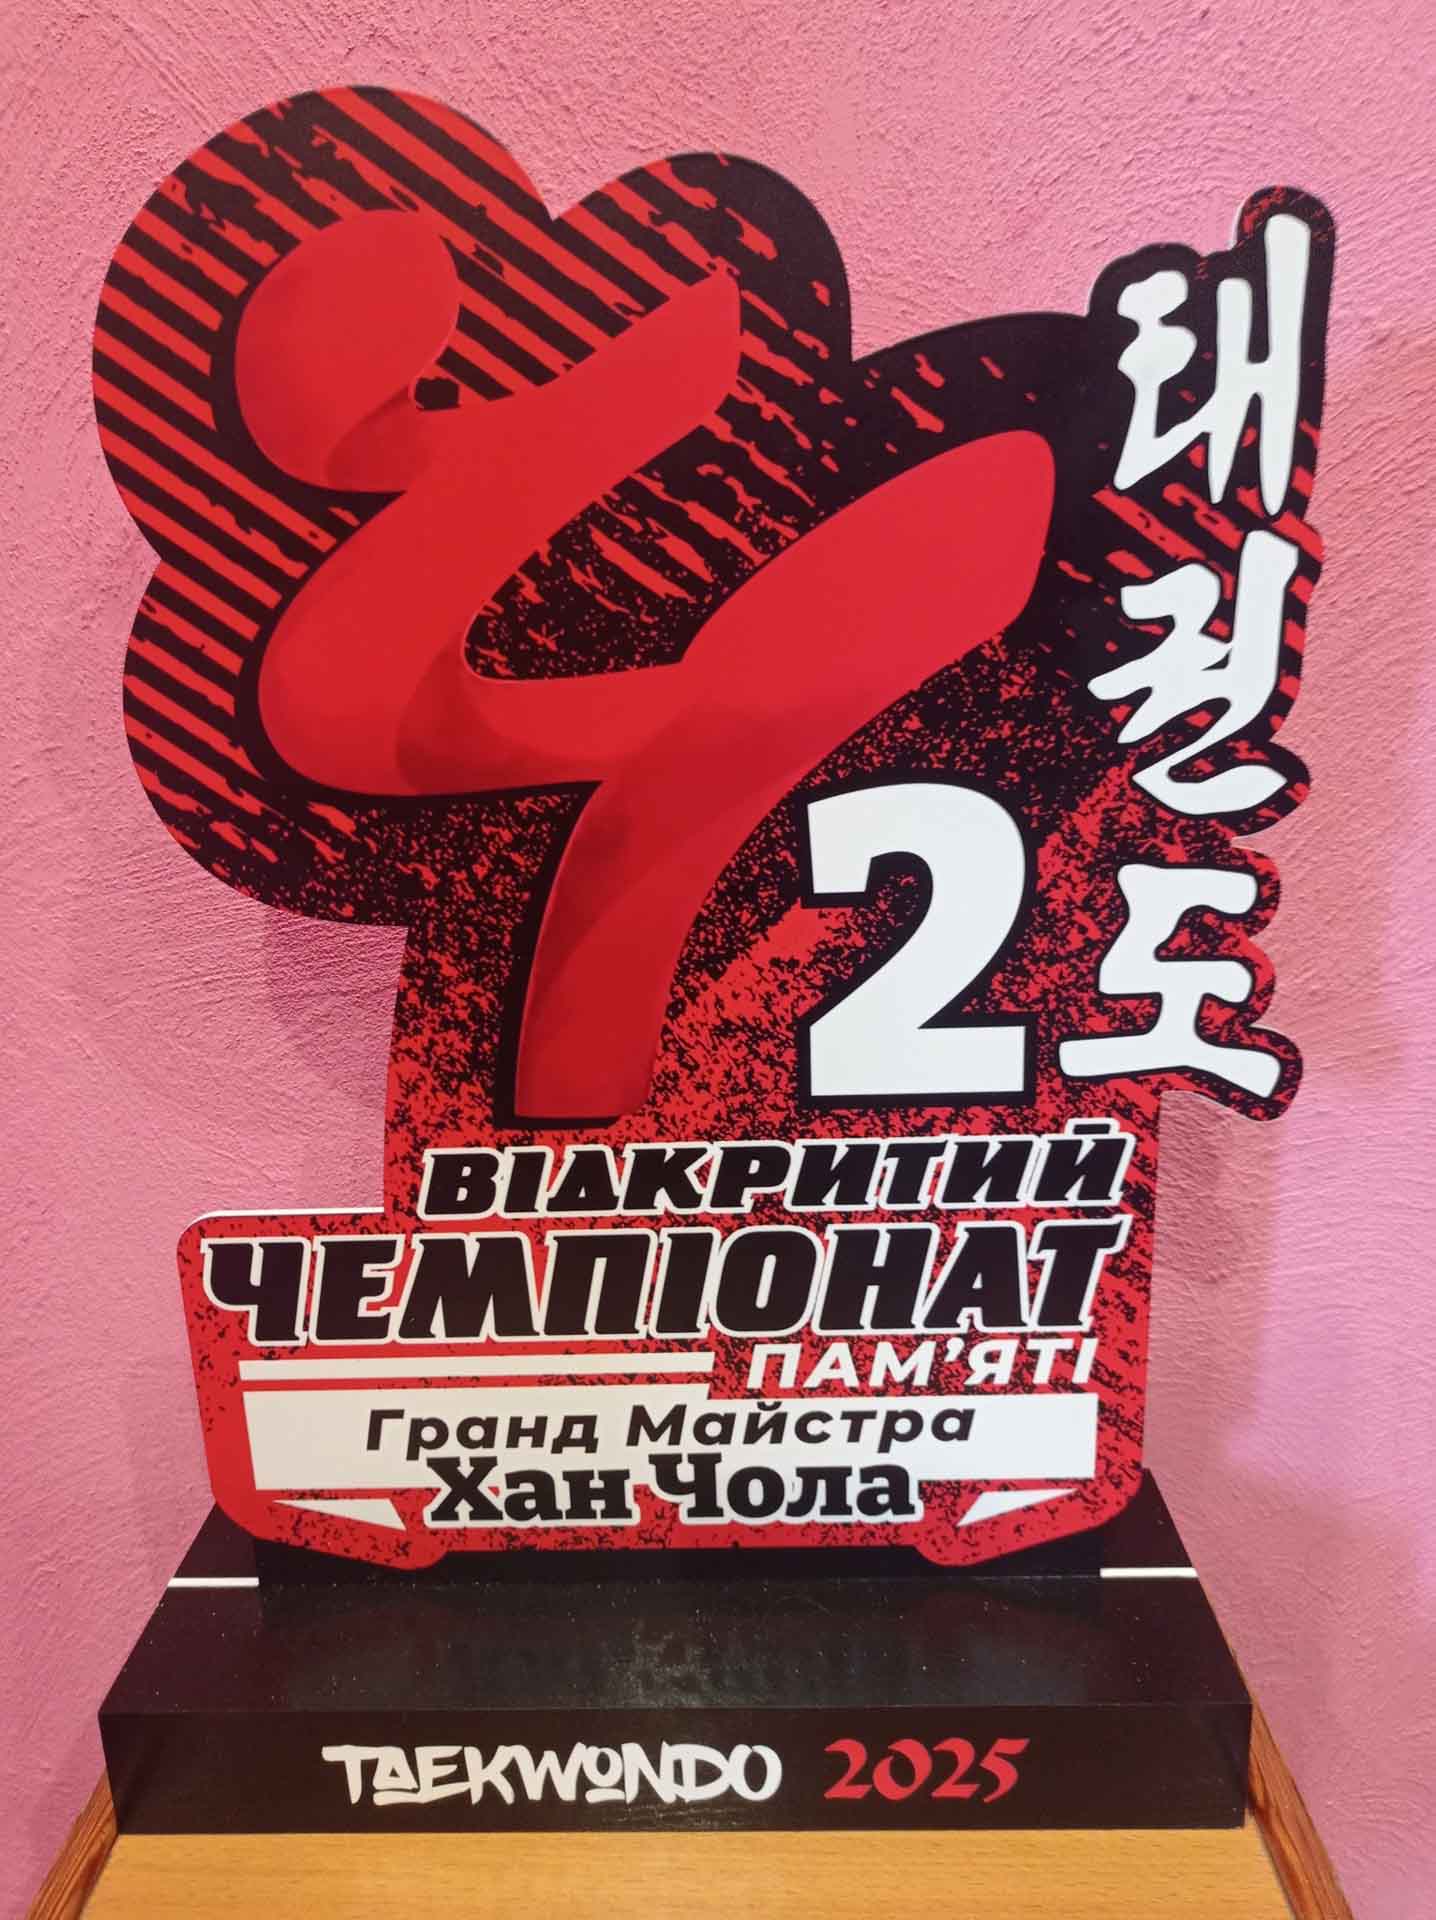 태권도
2
ВІДКРИТИЙ
ЧЕМПІОНАТ
ПАМ’ЯТІ
Гранд Майстра
Хан Чола
TAEKWONDO 2025